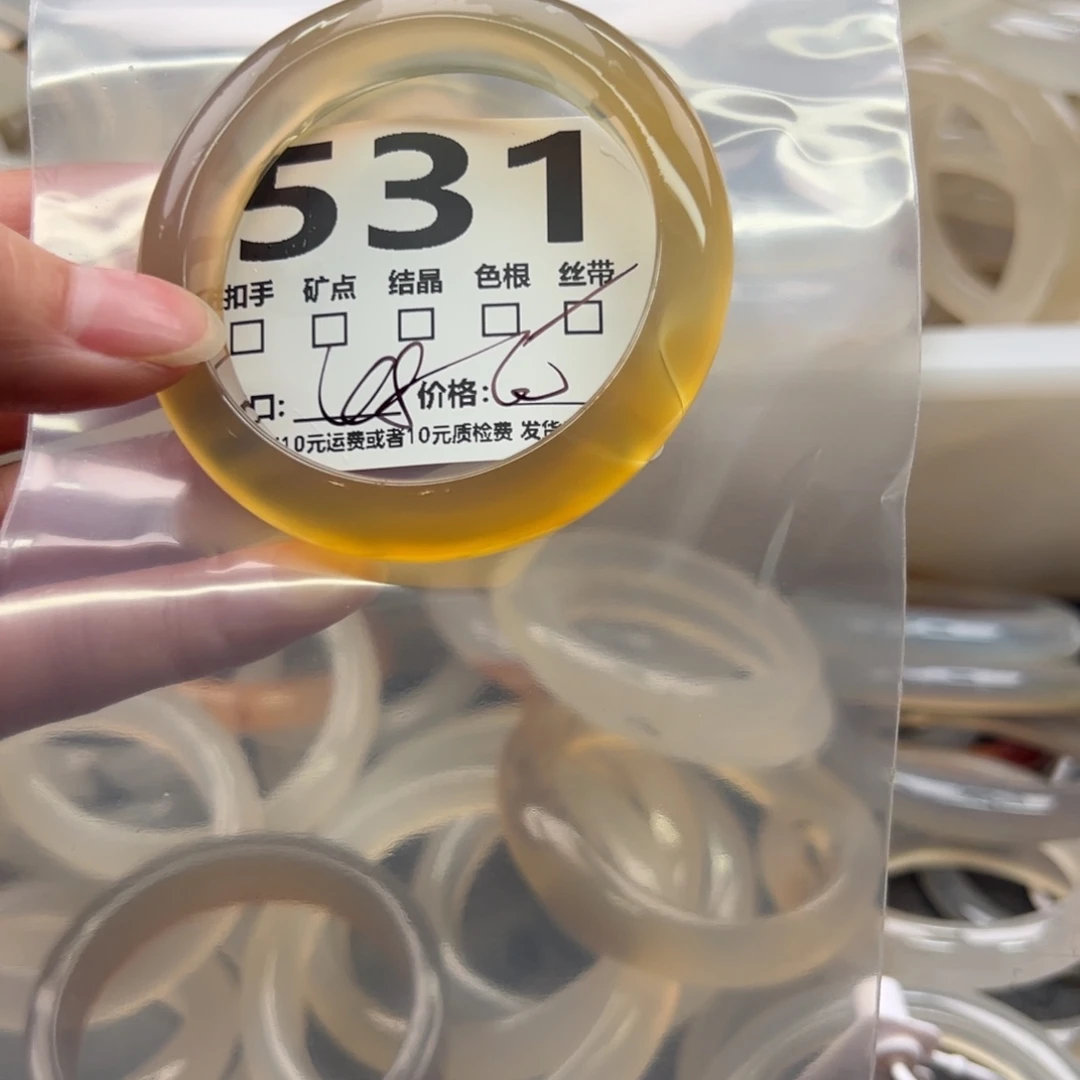 531
扣手 矿点 结晶 色根 丝带
口: 价格:
10元运费或者10元质检费 发货